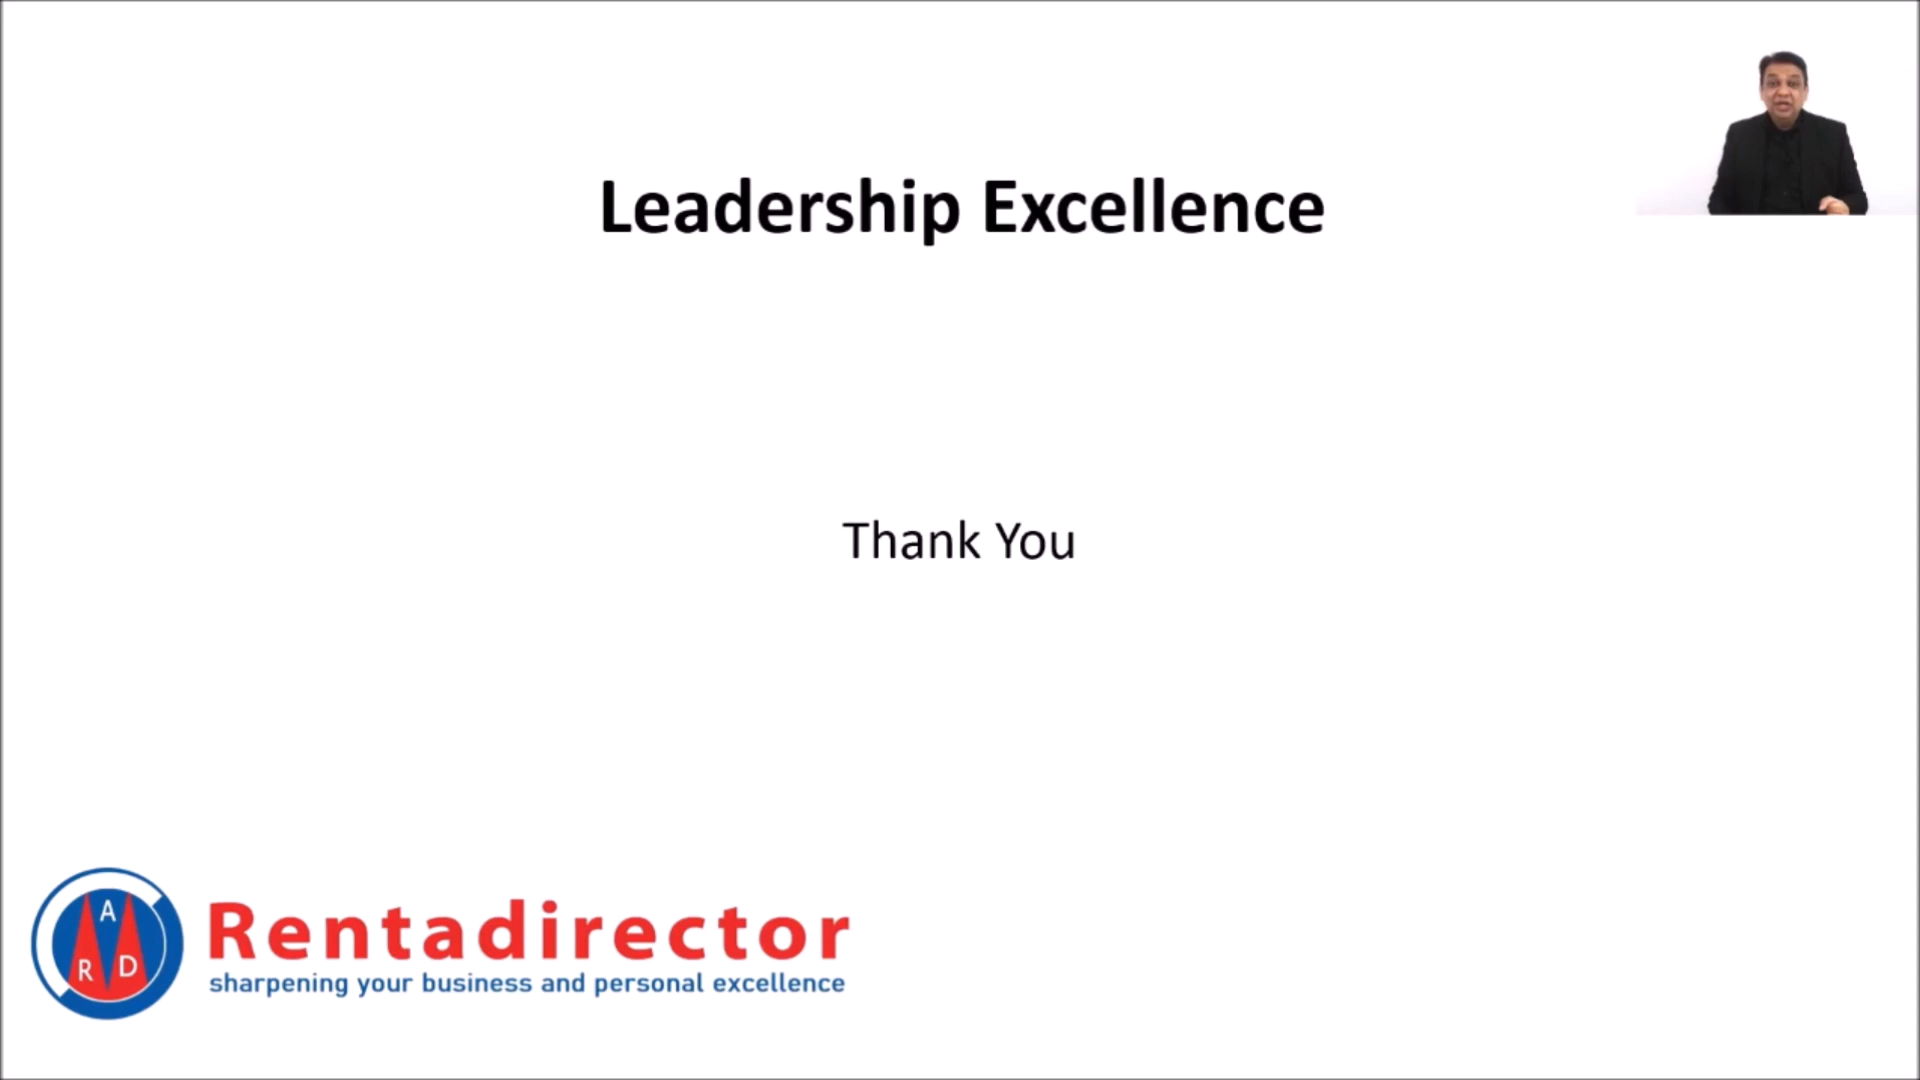 Leadership Excellence
Thank You
A
R D
Rentadirector
sharpening your business and personal excellence